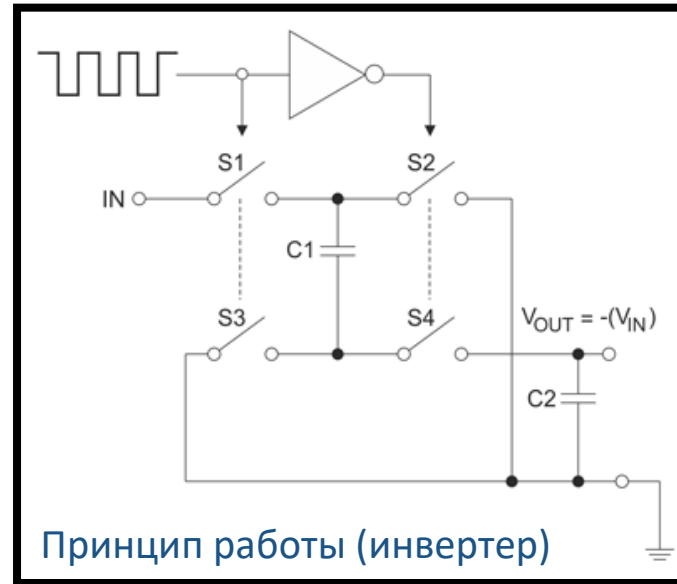 S1
S2
IN
C1
S3
S4
VOUT = -(VIN)
C2
Принцип работы (инвертер)